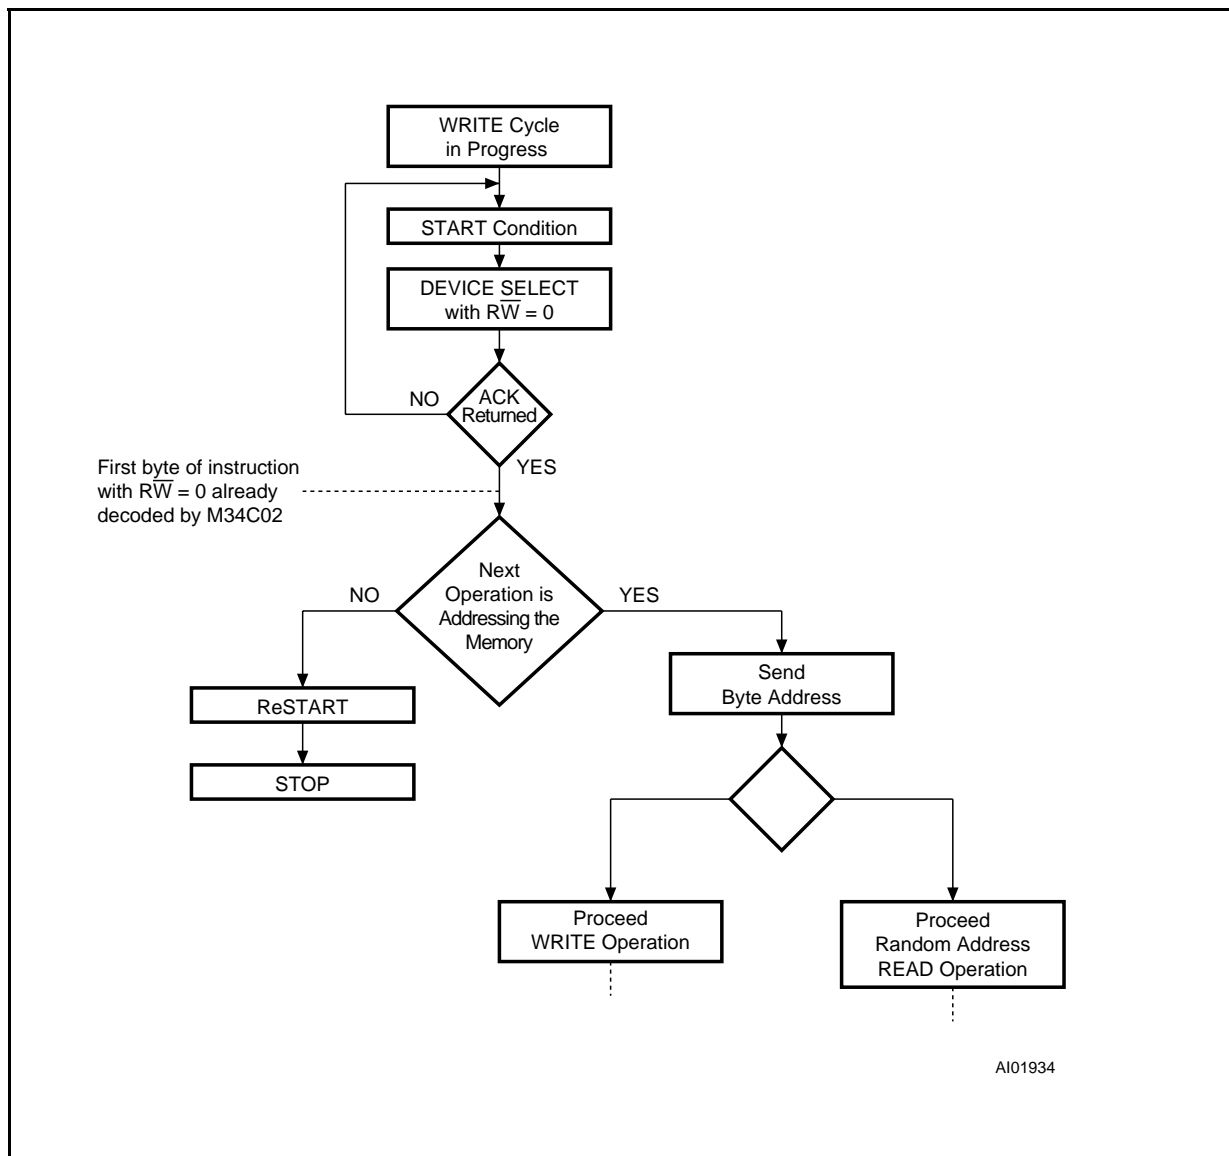 WRITE Cycle
in Progress
START Condition
DEVICE SELECT
with RW̅ = 0
ACK
Returned
NO
YES
First byte of instruction
with RW̅ = 0 already
decoded by M34C02
Next
Operation is
Addressing the
Memory
NO
YES
Send
Byte Address
ReSTART
STOP
Proceed
WRITE Operation
Proceed
Random Address
READ Operation
AI01934